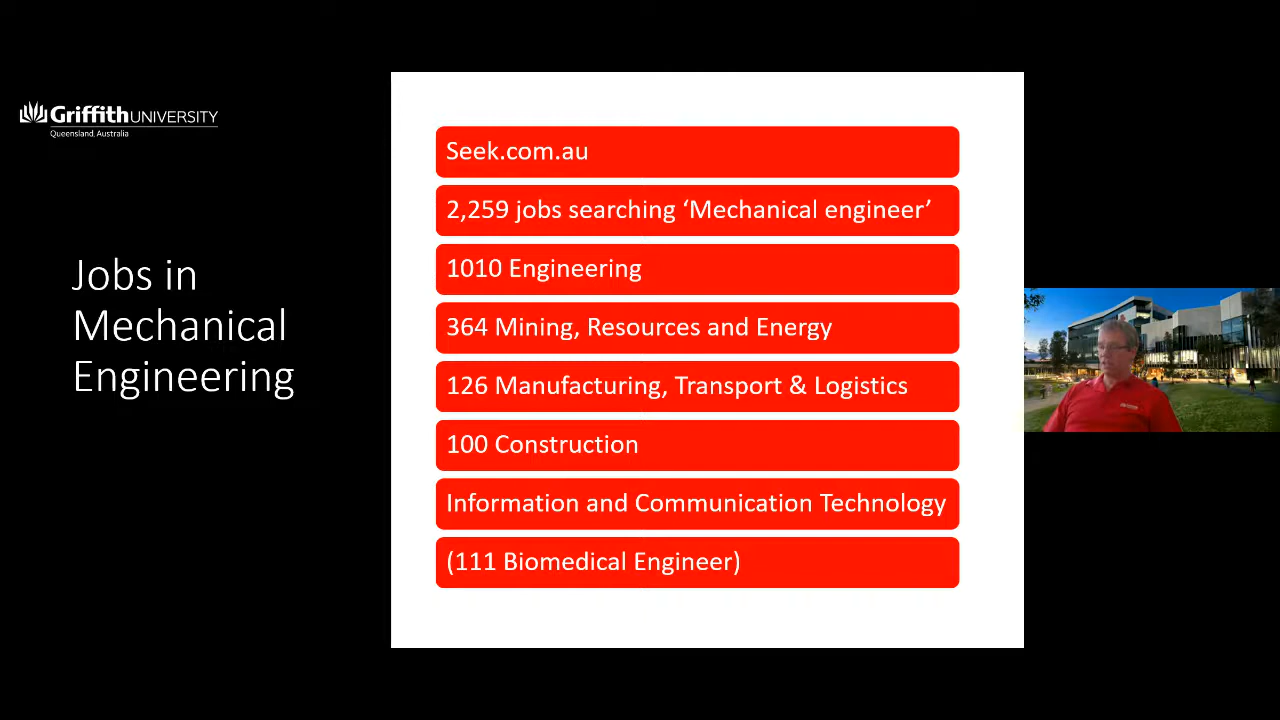 Griffith UNIVERSITY
Queensland, Australia
Jobs in
Mechanical
Engineering
Seek.com.au
2,259 jobs searching ‘Mechanical engineer’
1010 Engineering
364 Mining, Resources and Energy
126 Manufacturing, Transport & Logistics
100 Construction
Information and Communication Technology
(111 Biomedical Engineer)